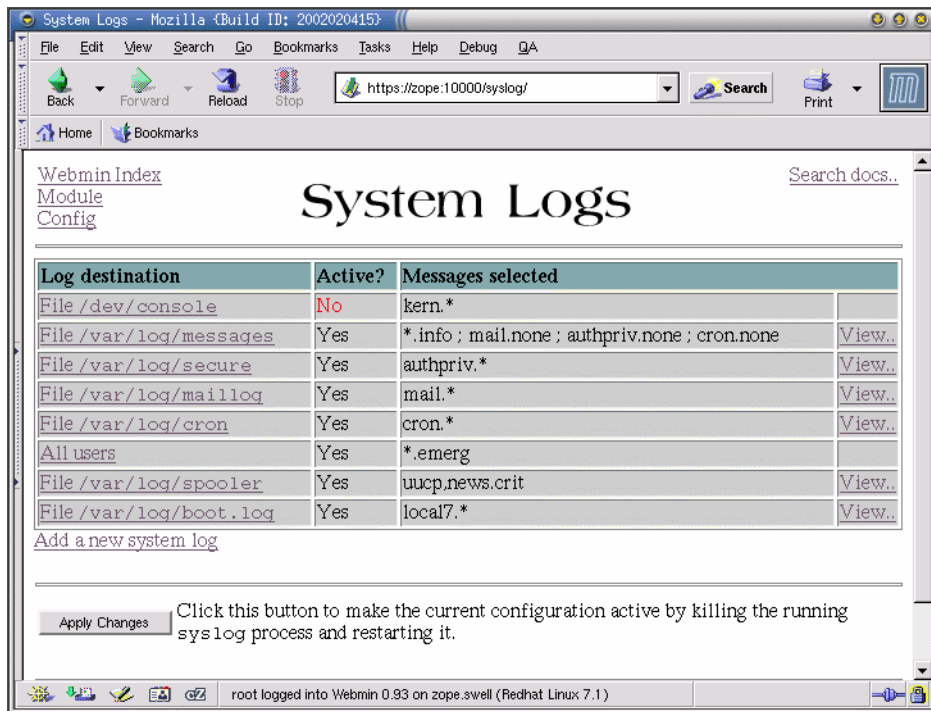 System Logs - Mozilla {Build ID: 2002020415}
File Edit View Search Go Bookmarks Tasks Help Debug QA
Back Forward Reload Stop https://zope:10000/syslog/ Search Print
Home Bookmarks
Webmin Index
Module
Config
System Logs
Search docs..
Log destination Active? Messages selected
File /dev/console No kern.*
File /var/log/messages Yes *.info ; mail.none ; authpriv.none ; cron.none View..
File /var/log/secure Yes authpriv.* View..
File /var/log/maillog Yes mail.* View..
File /var/log/cron Yes cron.* View..
All users Yes *.emerg
File /var/log/spooler Yes uucp,news.crit View..
File /var/log/boot.log Yes local7.* View..
Add a new system log
Apply Changes Click this button to make the current configuration active by killing the running
syslog process and restarting it.
root logged into Webmin 0.93 on zope.swell (Redhat Linux 7.1)